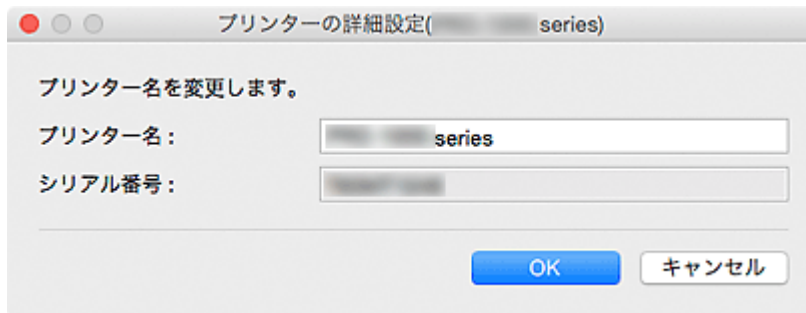 プリンターの詳細設定( series)
プリンター名を変更します。
プリンター名： series
シリアル番号：
OK キャンセル